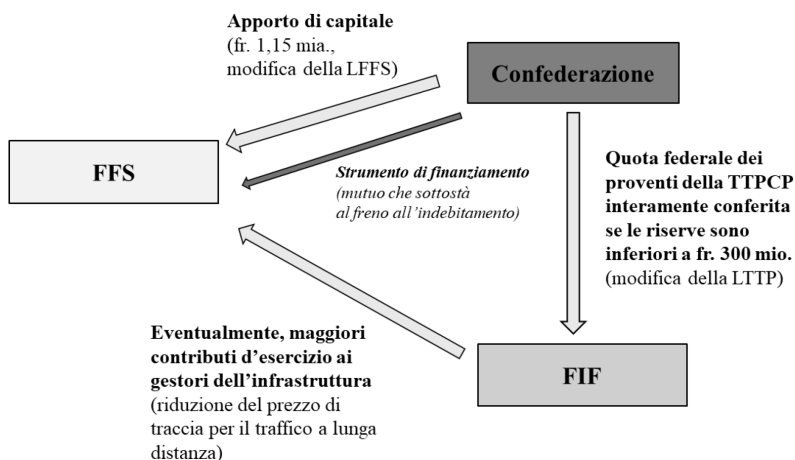 Apporto di capitale
(fr. 1,15 mia.,
modifica della LFFS)
Confederazione
FFS
Strumento di finanziamento
(mutuo che sottostà
al freno all'indebitamento)
Quota federale dei
proventi della TTPCP
interamente conferita
se le riserve sono
inferiori a fr. 300 mio.
(modifica della LTTP)
Eventualmente, maggiori
contributi d'esercizio ai
gestori dell'infrastruttura
(riduzione del prezzo di
traccia per il traffico a lunga
distanza)
FIF